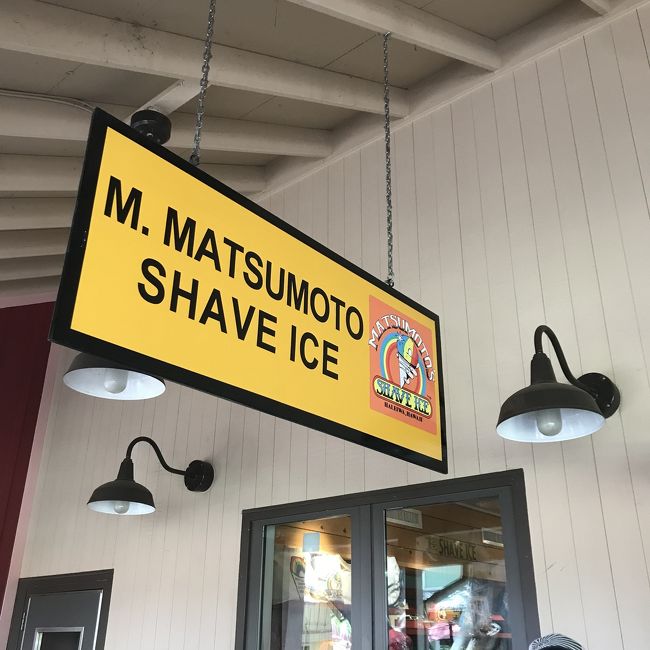 M. MATSUMOTO
SHAVE ICE
MATSUMOTO'S
SHAVE ICE
HALEIWA, HAWAII
SHAVE ICE